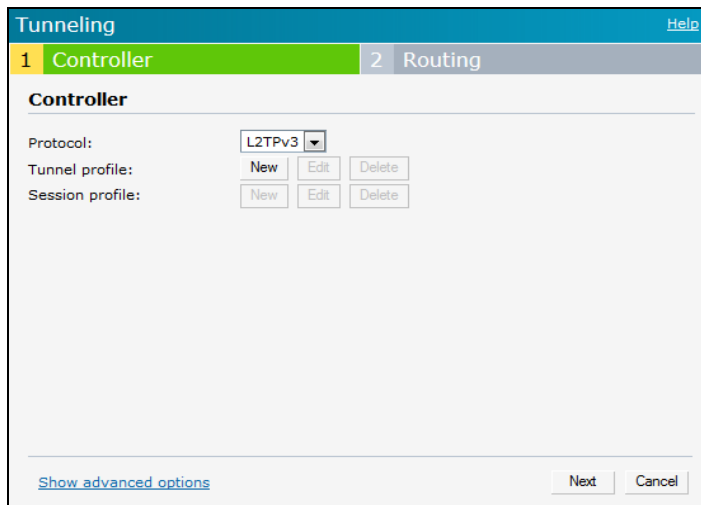 Tunneling Help
1 Controller 2 Routing
Controller
Protocol: L2TPv3
Tunnel profile: New Edit Delete
Session profile: New Edit Delete
Show advanced options Next Cancel